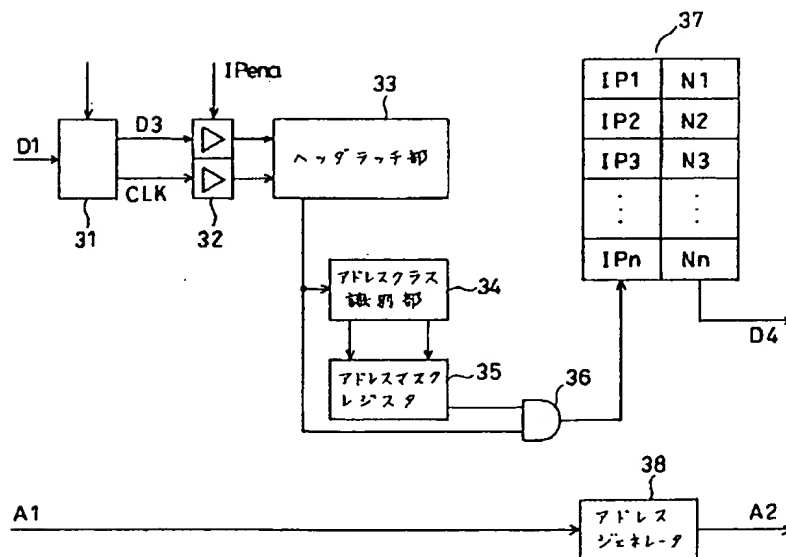 37
IPena
33
IP1 N1
D3
IP2 N2
D1
ヘッダラッチ部
IP3 N3
CLK
⋮ ⋮
31
32
IPn Nn
アドレスクラス
識別部
34
D4
アドレスマスク
レジスタ
35
36
38
A1
アドレス
ジェネレータ
A2